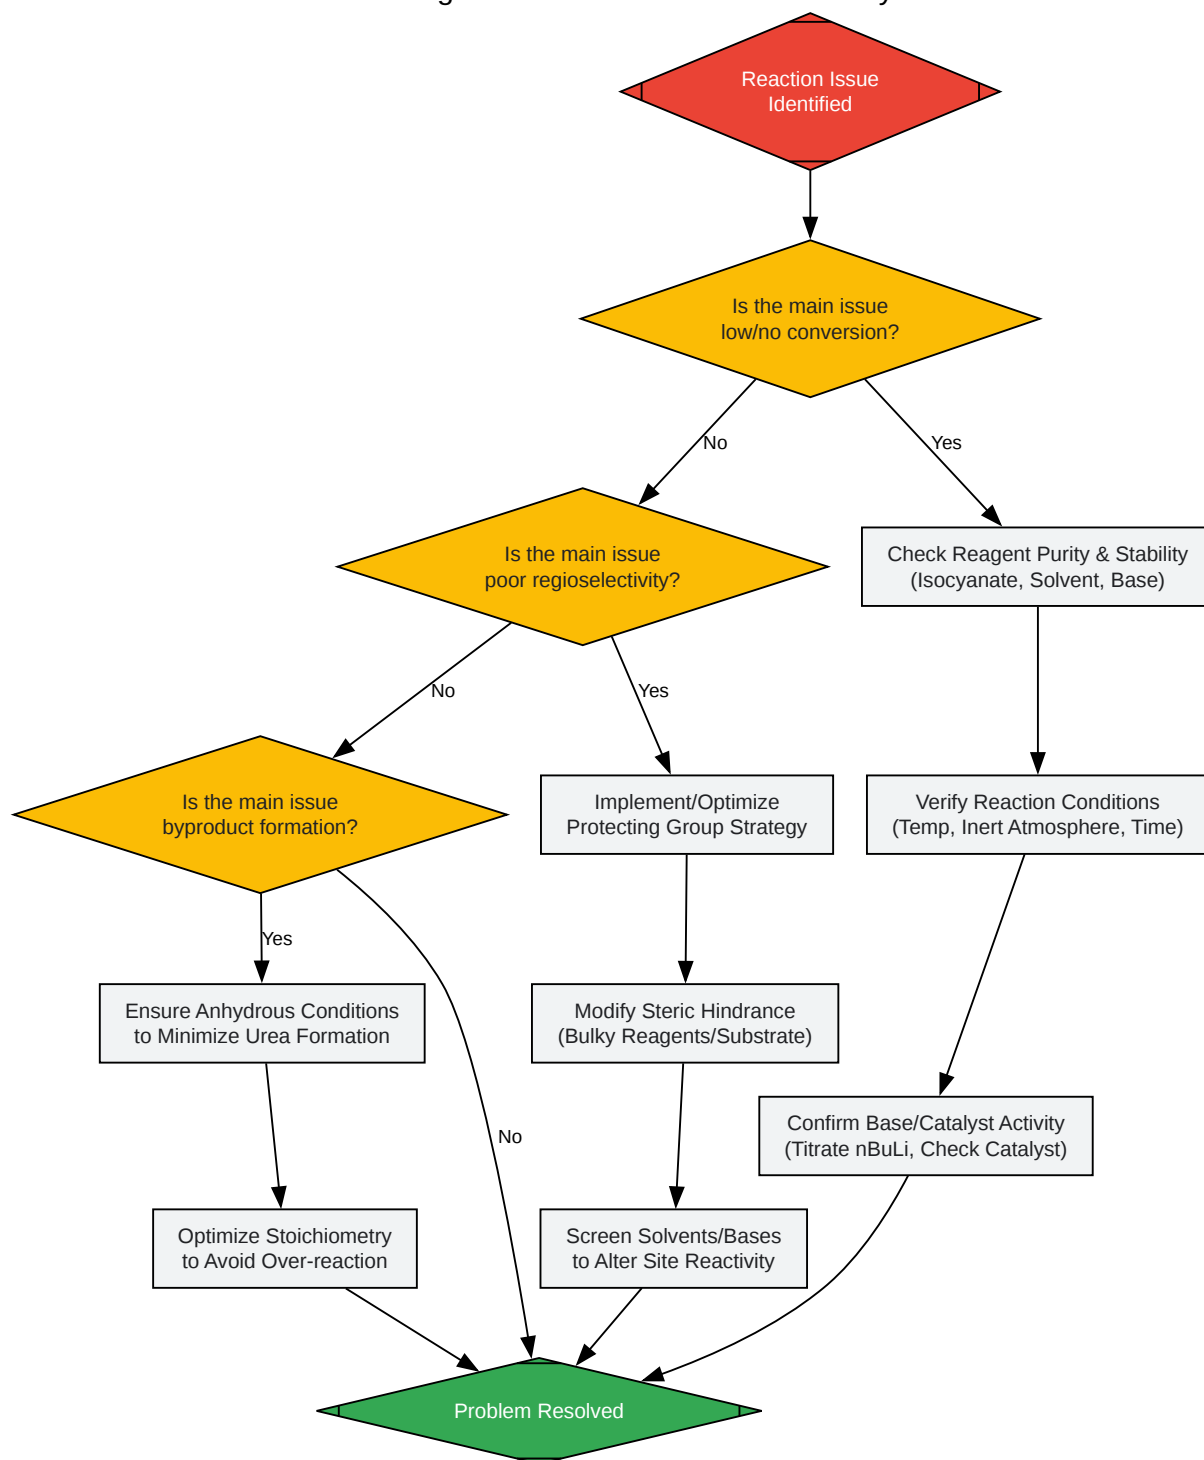 Reaction Issue
Identified
Is the main issue
low/no conversion?
No
Yes
Is the main issue
poor regioselectivity?
Check Reagent Purity & Stability
(Isocyanate, Solvent, Base)
No
Yes
Is the main issue
byproduct formation?
Implement/Optimize
Protecting Group Strategy
Verify Reaction Conditions
(Temp, Inert Atmosphere, Time)
Yes
Ensure Anhydrous Conditions
to Minimize Urea Formation
Modify Steric Hindrance
(Bulky Reagents/Substrate)
No
Confirm Base/Catalyst Activity
(Titrate nBuLi, Check Catalyst)
Optimize Stoichiometry
to Avoid Over-reaction
Screen Solvents/Bases
to Alter Site Reactivity
Problem Resolved